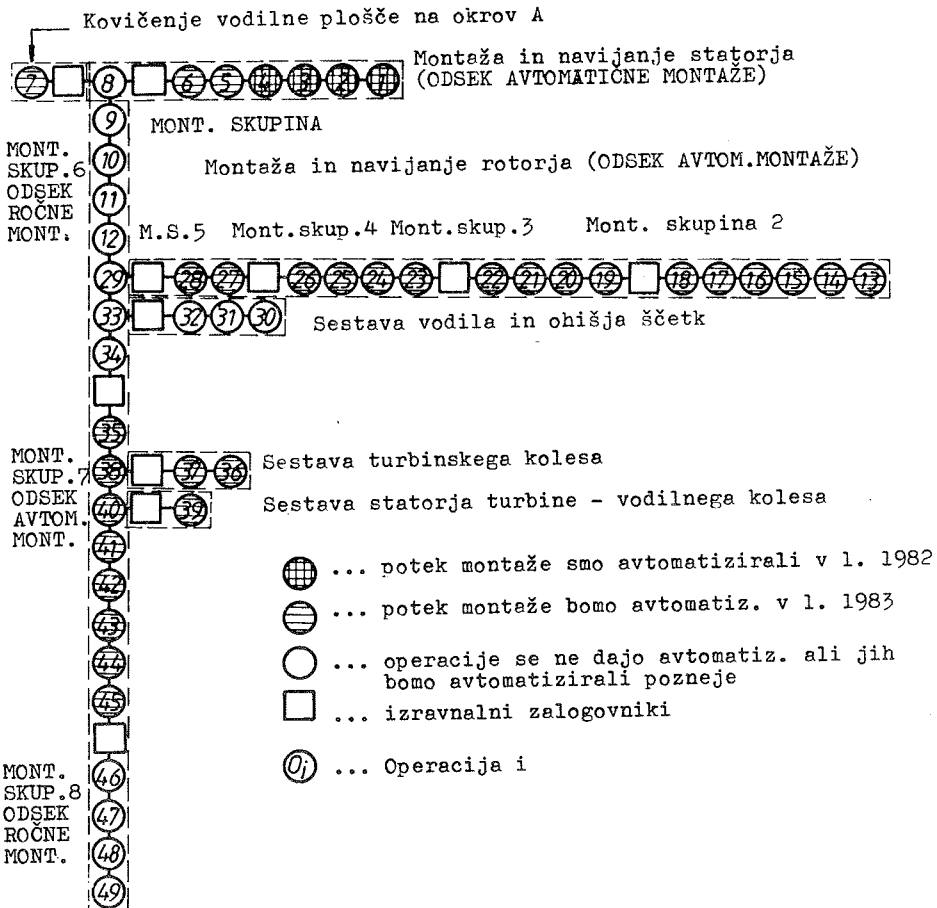 Kovičenje vodilne plošče na okrov A
Montaža in navijanje statorja
(ODSEK AVTOMATIČNE MONTAŽE)
7 8 6 5 4 3 2 1
9
MONT. SKUPINA
MONT.
SKUP.6
ODSEK
ROČNE
MONT.
10
Montaža in navijanje rotorja (ODSEK AVTOM.MONTAŽE)
11
12
M.S.5 Mont.skup.4 Mont.skup.3 Mont. skupina 2
29 28 27 26 25 24 23 22 21 20 19 18 17 16 15 14 13
33 32 31 30
Sestava vodila in ohišja ščetk
34
35
MONT.
SKUP.7
ODSEK
AVTOM.
MONT.
38 37 36
Sestava turbinskega kolesa
40 39
Sestava statorja turbine - vodilnega kolesa
41
42
43
44
45
... potek montaže smo avtomatizirali v l. 1982
... potek montaže bomo avtomatiz. v l. 1983
... operacije se ne dajo avtomatiz. ali jih
bomo avtomatizirali pozneje
... izravnalni zalogovniki
Oj ... Operacija i
MONT.
SKUP.8
ODSEK
ROČNE
MONT.
46
47
48
49